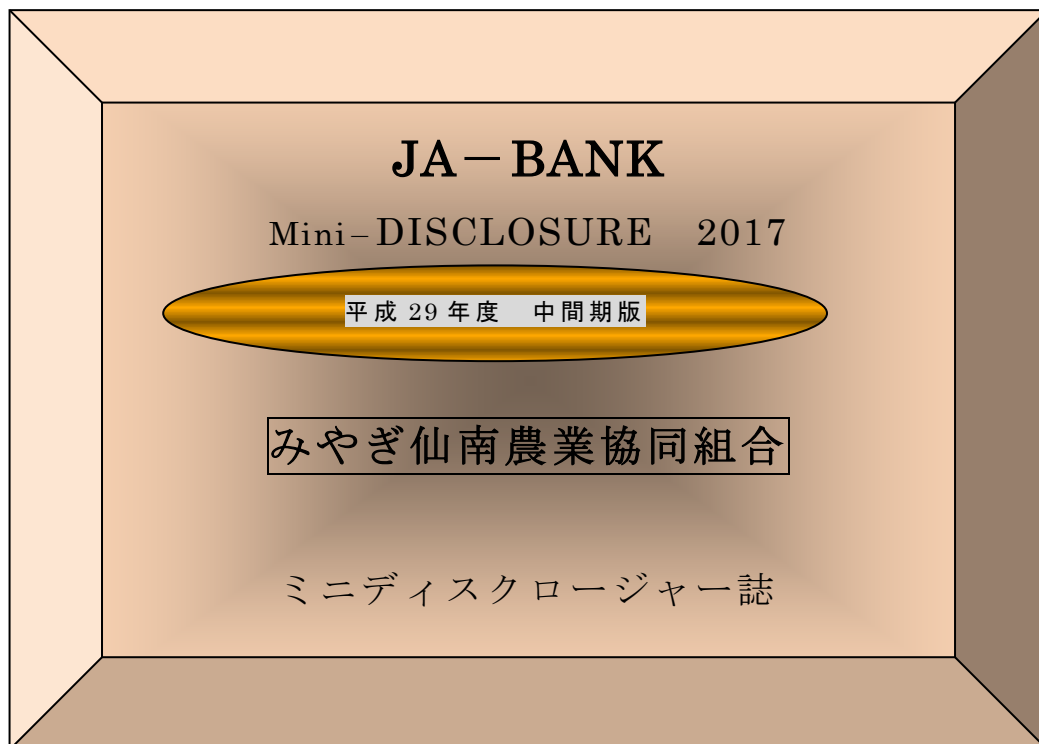 JA－BANK
Mini–DISCLOSURE　2017
平成 29 年度　中間期版
みやぎ仙南農業協同組合
ミニディスクロージャー誌